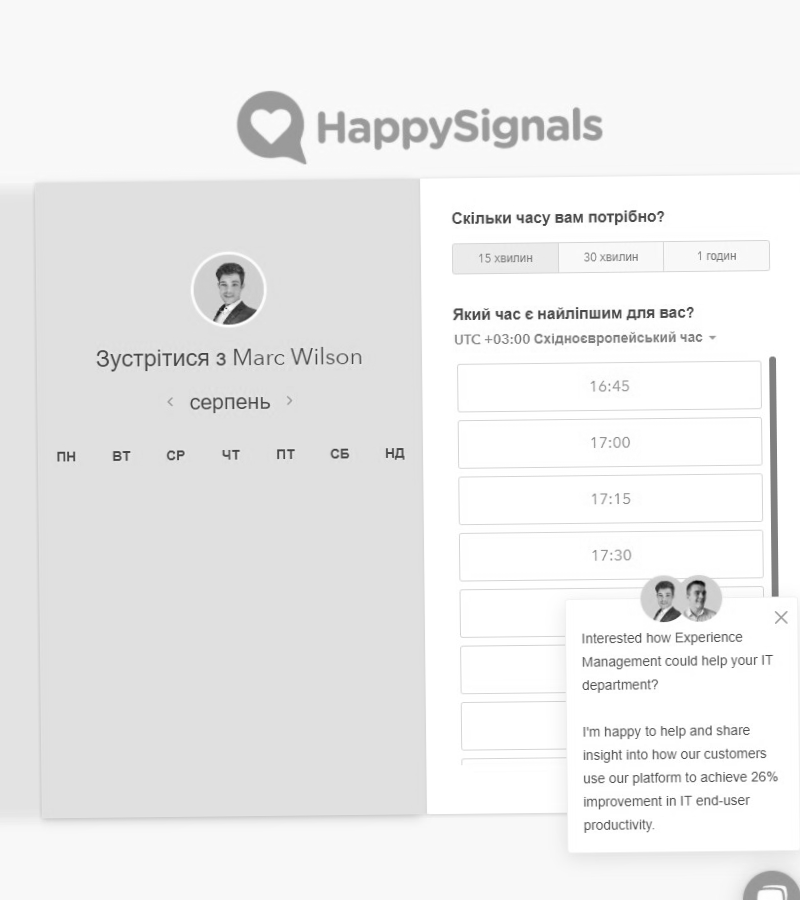 HappySignals
Зустрітися з Marc Wilson
серпень
ПН ВТ СР ЧТ ПТ СБ НД
Скільки часу вам потрібно?
15 хвилин 30 хвилин 1 годин
Який час є найліпшим для вас?
UTC +03:00 Східноєвропейський час
16:45
17:00
17:15
17:30
Interested how Experience
Management could help your IT
department?
I'm happy to help and share
insight into how our customers
use our platform to achieve 26%
improvement in IT end-user
productivity.